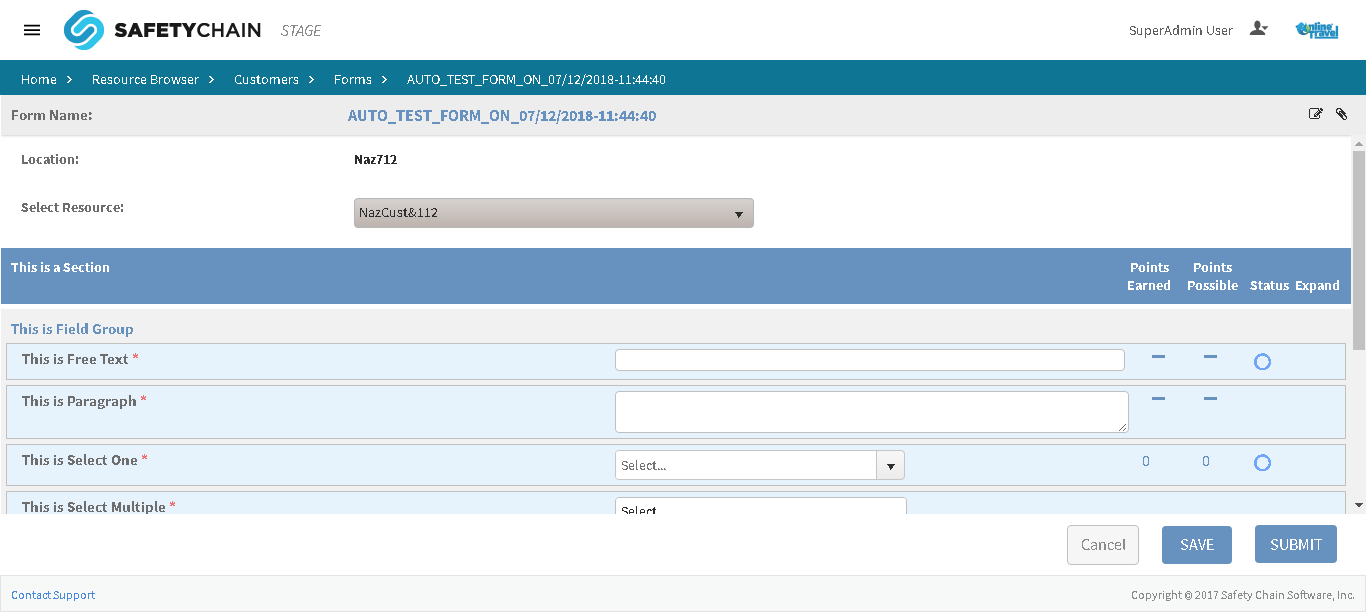 SAFETYCHAIN STAGE SuperAdmin User Online Travel
Home > Resource Browser > Customers > Forms > AUTO_TEST_FORM_ON_07/12/2018-11:44:40
Form Name: AUTO_TEST_FORM_ON_07/12/2018-11:44:40
Location: Naz712
Select Resource: NazCust&112
This is a Section Points Earned Points Possible Status Expand
This is Field Group
This is Free Text *
This is Paragraph *
This is Select One * Select... 0 0
This is Select Multiple * Select
Cancel SAVE SUBMIT
Contact Support Copyright © 2017 Safety Chain Software, Inc.